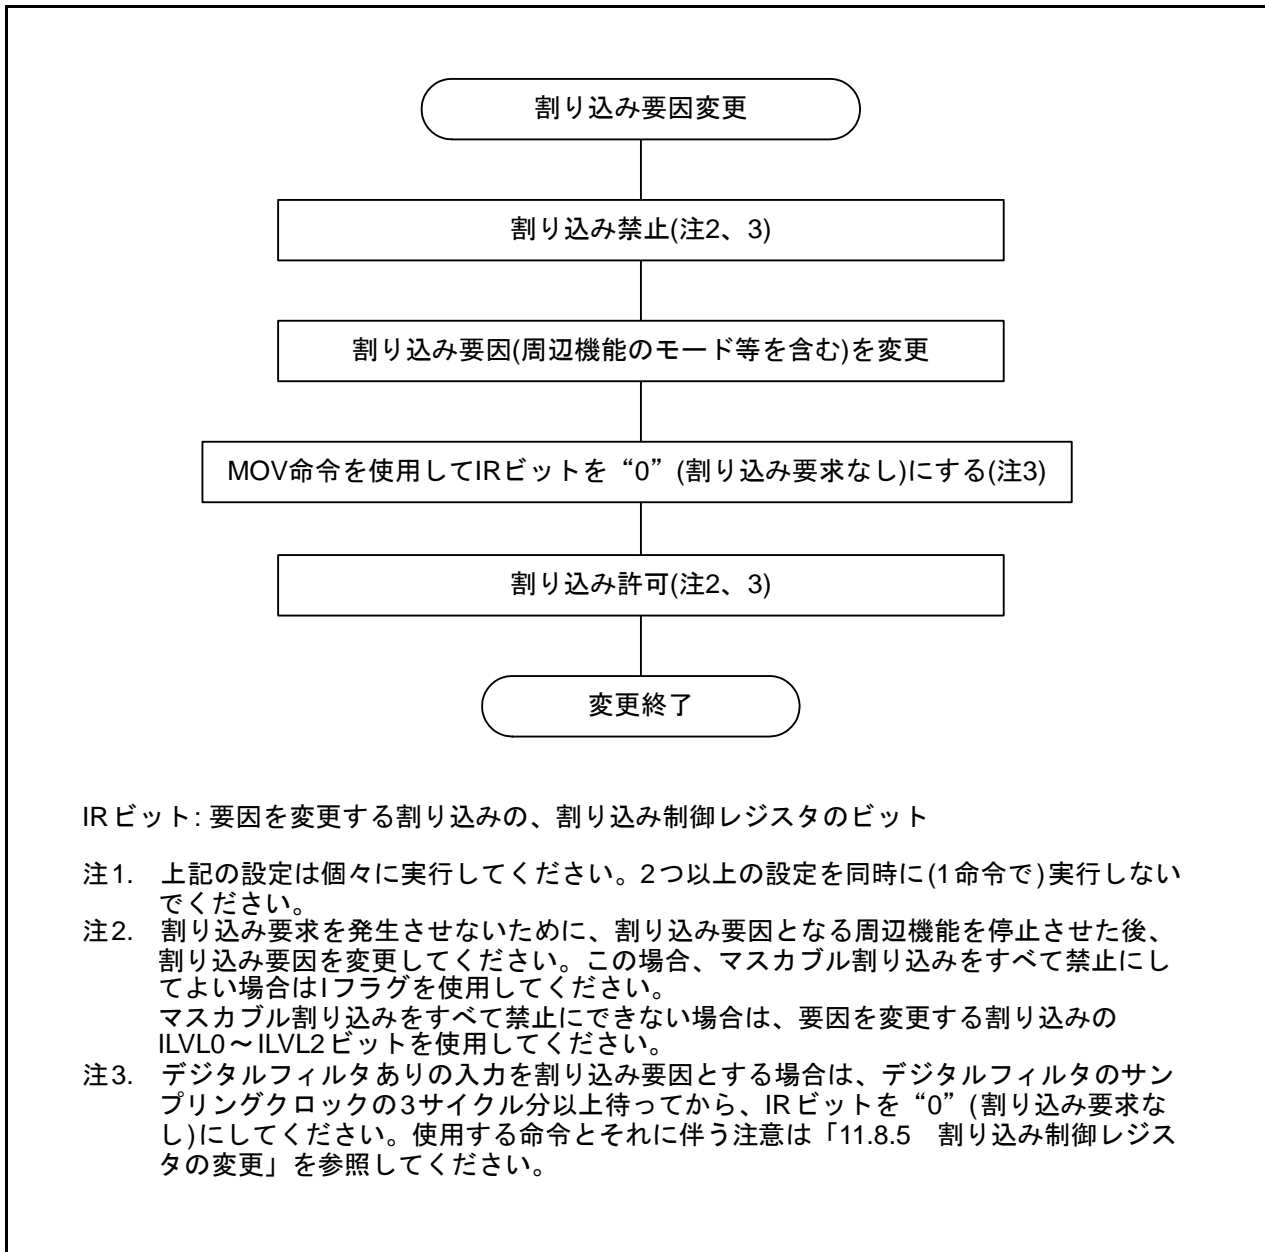 割り込み要因変更
割り込み禁止(注2、3)
割り込み要因(周辺機能のモード等を含む)を変更
MOV命令を使用してIRビットを“0”(割り込み要求なし)にする(注3)
割り込み許可(注2、3)
変更終了
IRビット: 要因を変更する割り込みの、割り込み制御レジスタのビット
注1. 上記の設定は個々に実行してください。2つ以上の設定を同時に(1命令で)実行しない
でください。
注2. 割り込み要求を発生させないために、割り込み要因となる周辺機能を停止させた後、
割り込み要因を変更してください。この場合、マスカブル割り込みをすべて禁止にし
てよい場合はIフラグを使用してください。
マスカブル割り込みをすべて禁止にできない場合は、要因を変更する割り込みの
ILVL0～ILVL2ビットを使用してください。
注3. デジタルフィルタありの入力を割り込み要因とする場合は、デジタルフィルタのサン
プリングクロックの3サイクル分以上待ってから、IRビットを“0”(割り込み要求な
し)にしてください。使用する命令とそれに伴う注意は「11.8.5 割り込み制御レジス
タの変更」を参照してください。